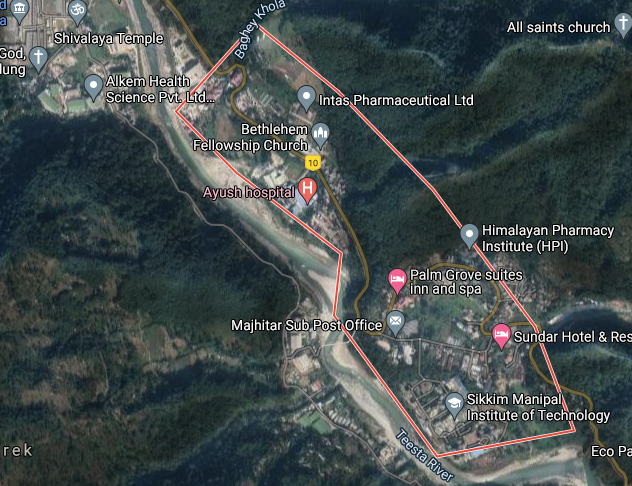 Baghey Khola
All saints church
Shivalaya Temple
God,
lung
Alkem Health
Science Pvt. Ltd...
Intas Pharmaceutical Ltd
Bethlehem
Fellowship Church
10
Ayush hospital
H
Himalayan Pharmacy
Institute (HPI)
Palm Grove suites
inn and spa
Majhitar Sub Post Office
Sundar Hotel & Res
Sikkim Manipal
Institute of Technology
Teesta River
rek
Eco Pa